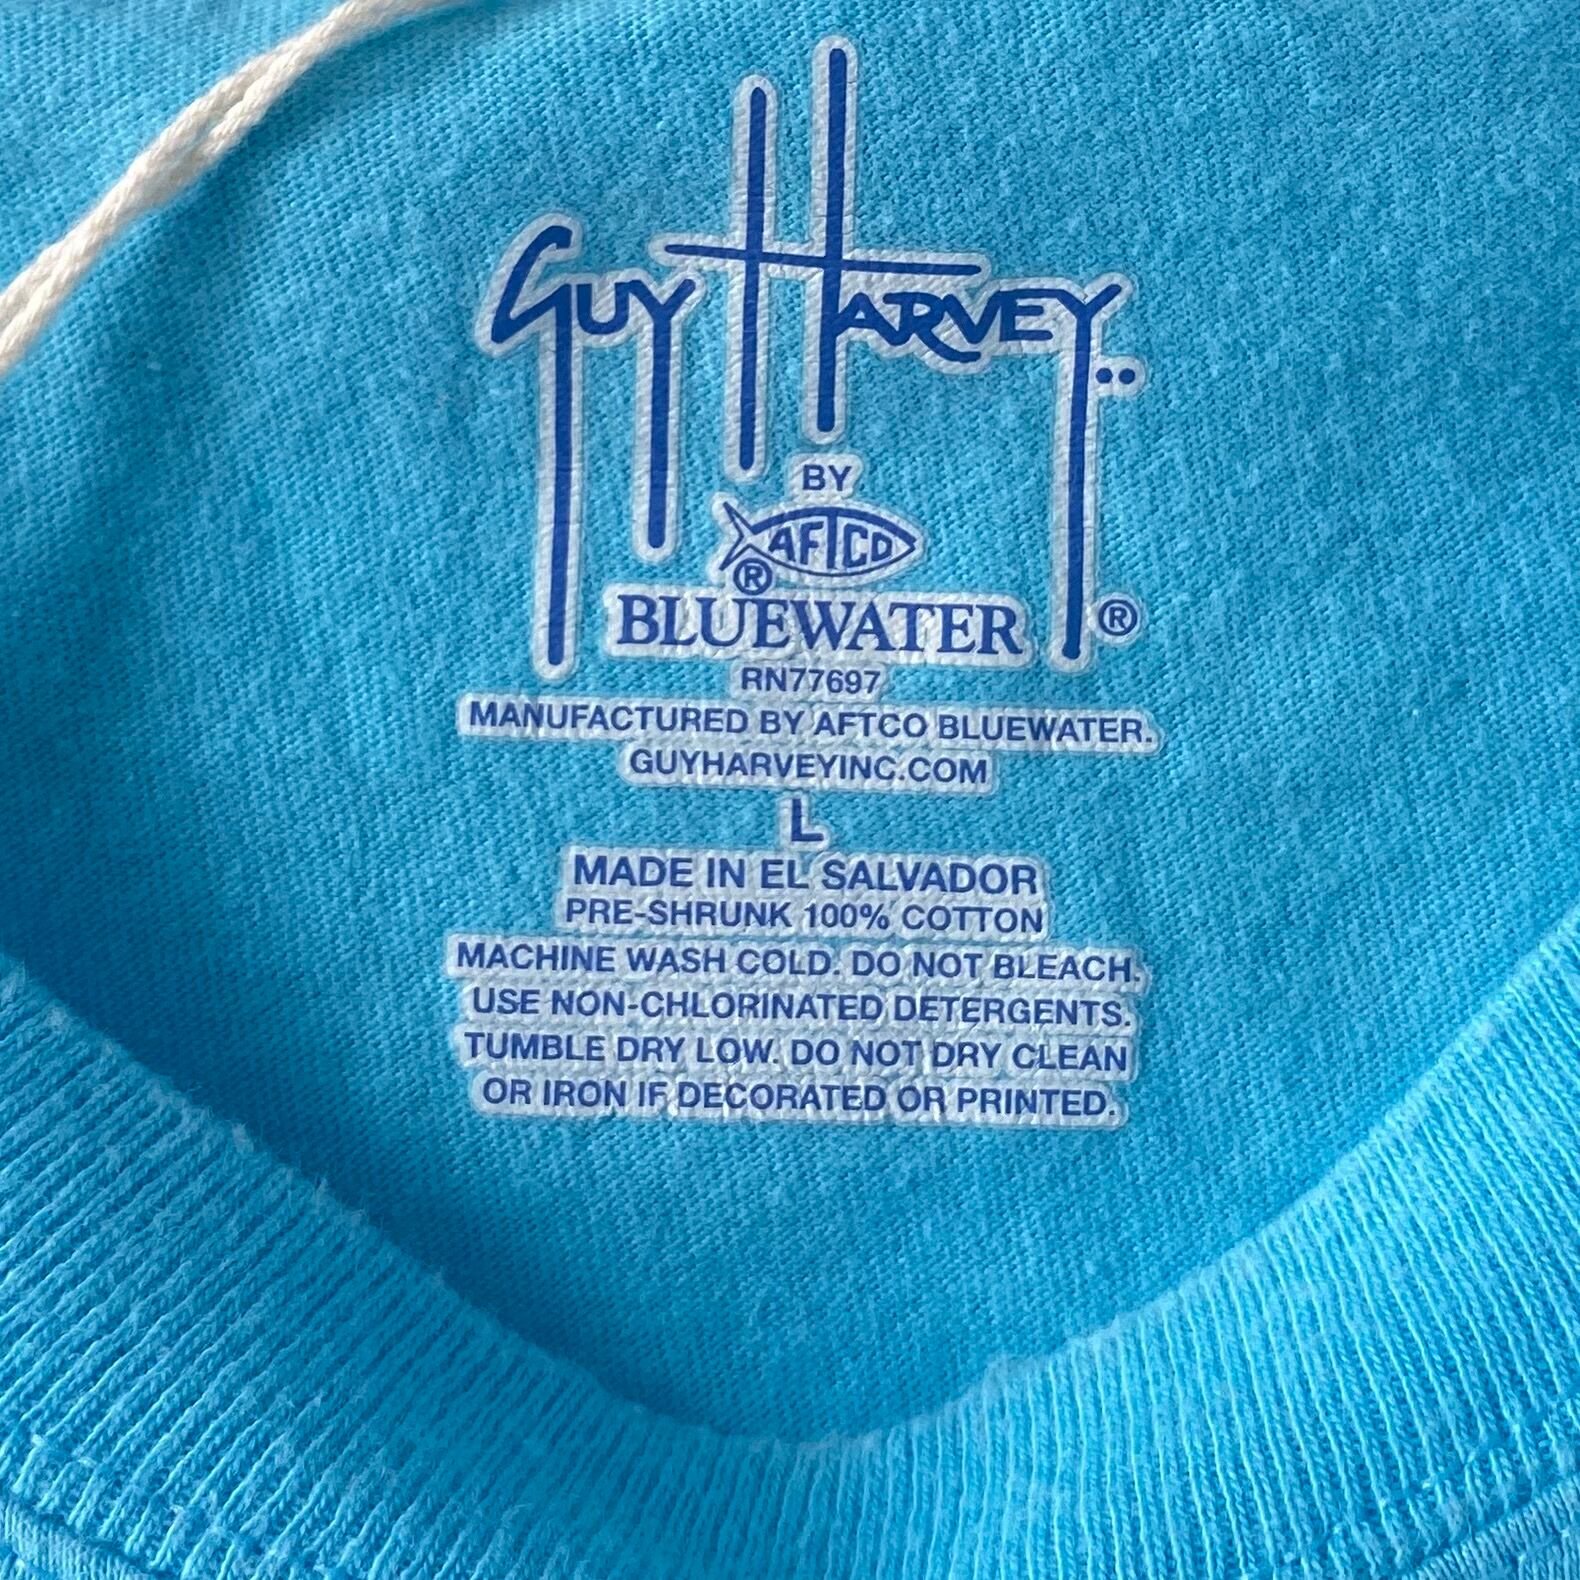 GUY HARVEY
BY
AFTCO ®
BLUEWATER ®
RN77697
MANUFACTURED BY AFTCO BLUEWATER.
GUYHARVEYINC.COM
L
MADE IN EL SALVADOR
PRE-SHRUNK 100% COTTON
MACHINE WASH COLD. DO NOT BLEACH.
USE NON-CHLORINATED DETERGENTS.
TUMBLE DRY LOW. DO NOT DRY CLEAN
OR IRON IF DECORATED OR PRINTED.